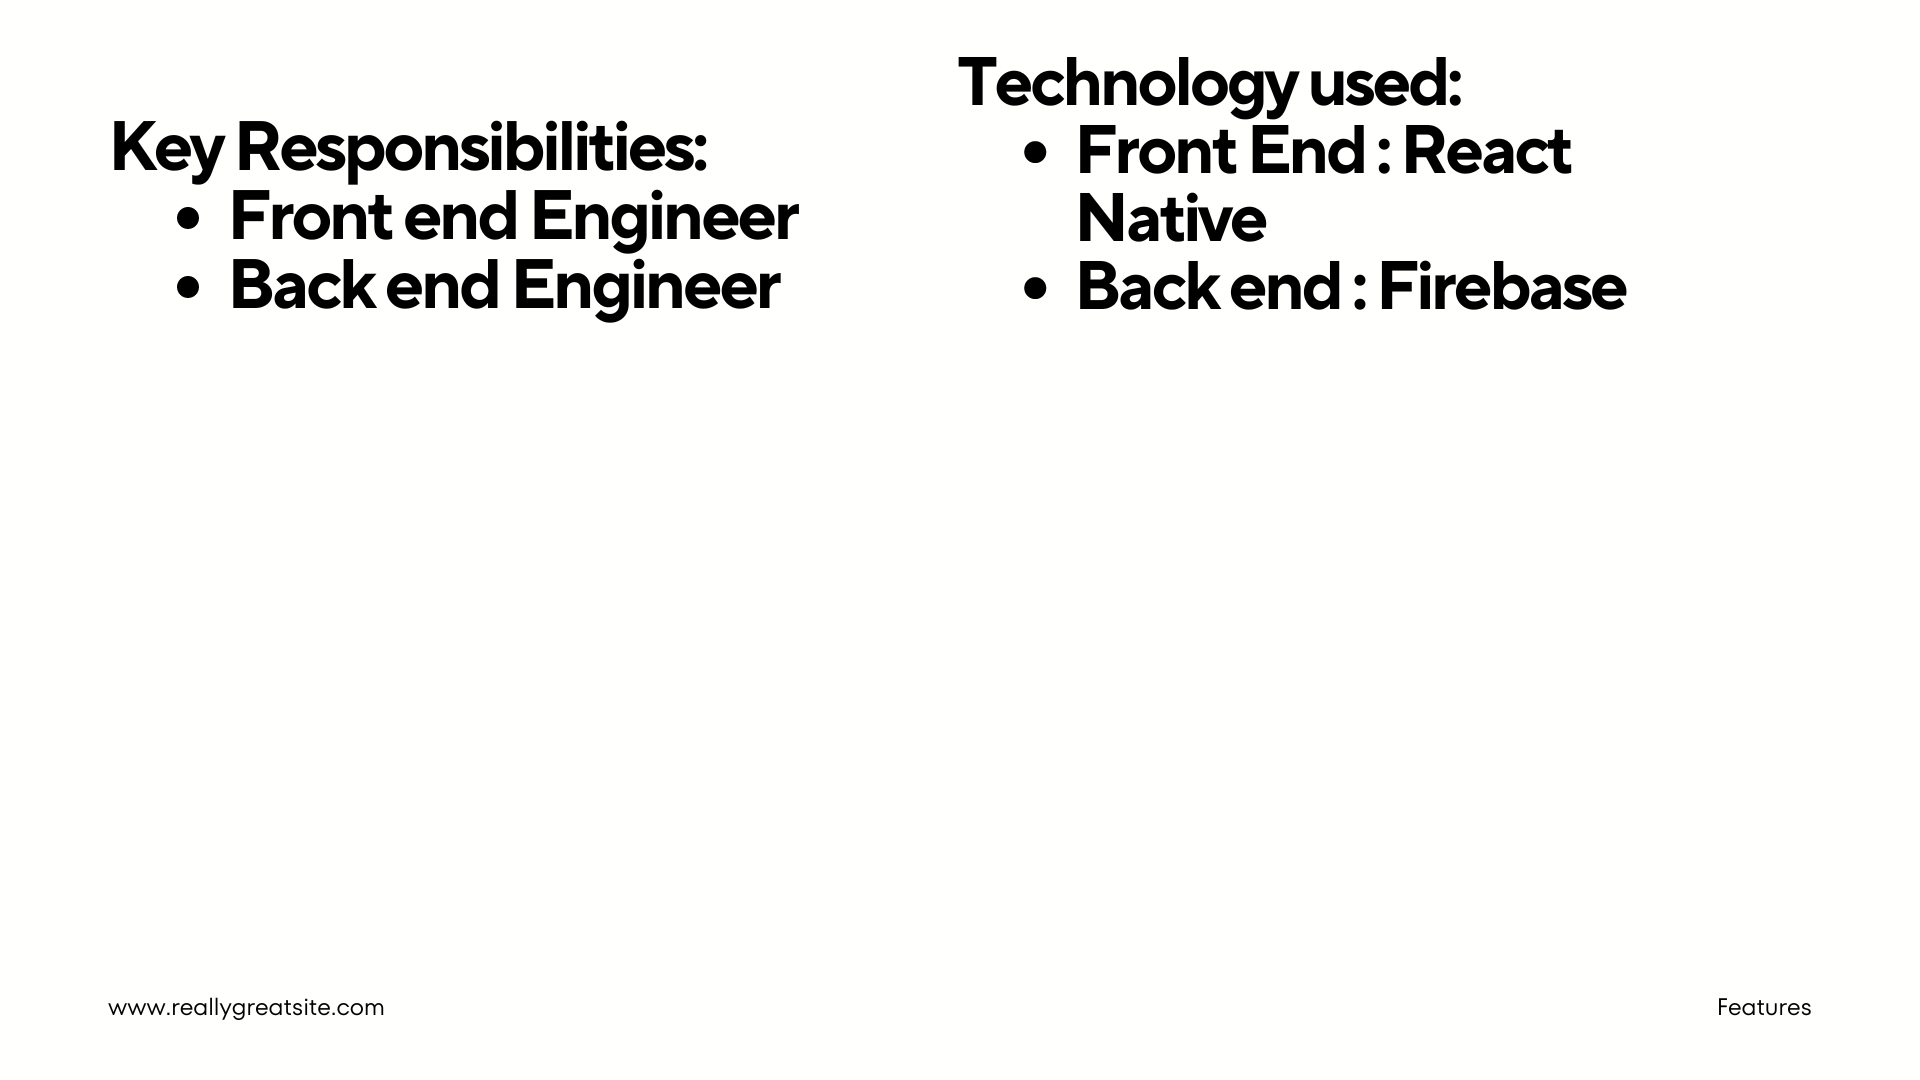 Key Responsibilities:
• Front end Engineer
• Back end Engineer
Technology used:
• Front End : React
Native
• Back end : Firebase
www.reallygreatsite.com
Features